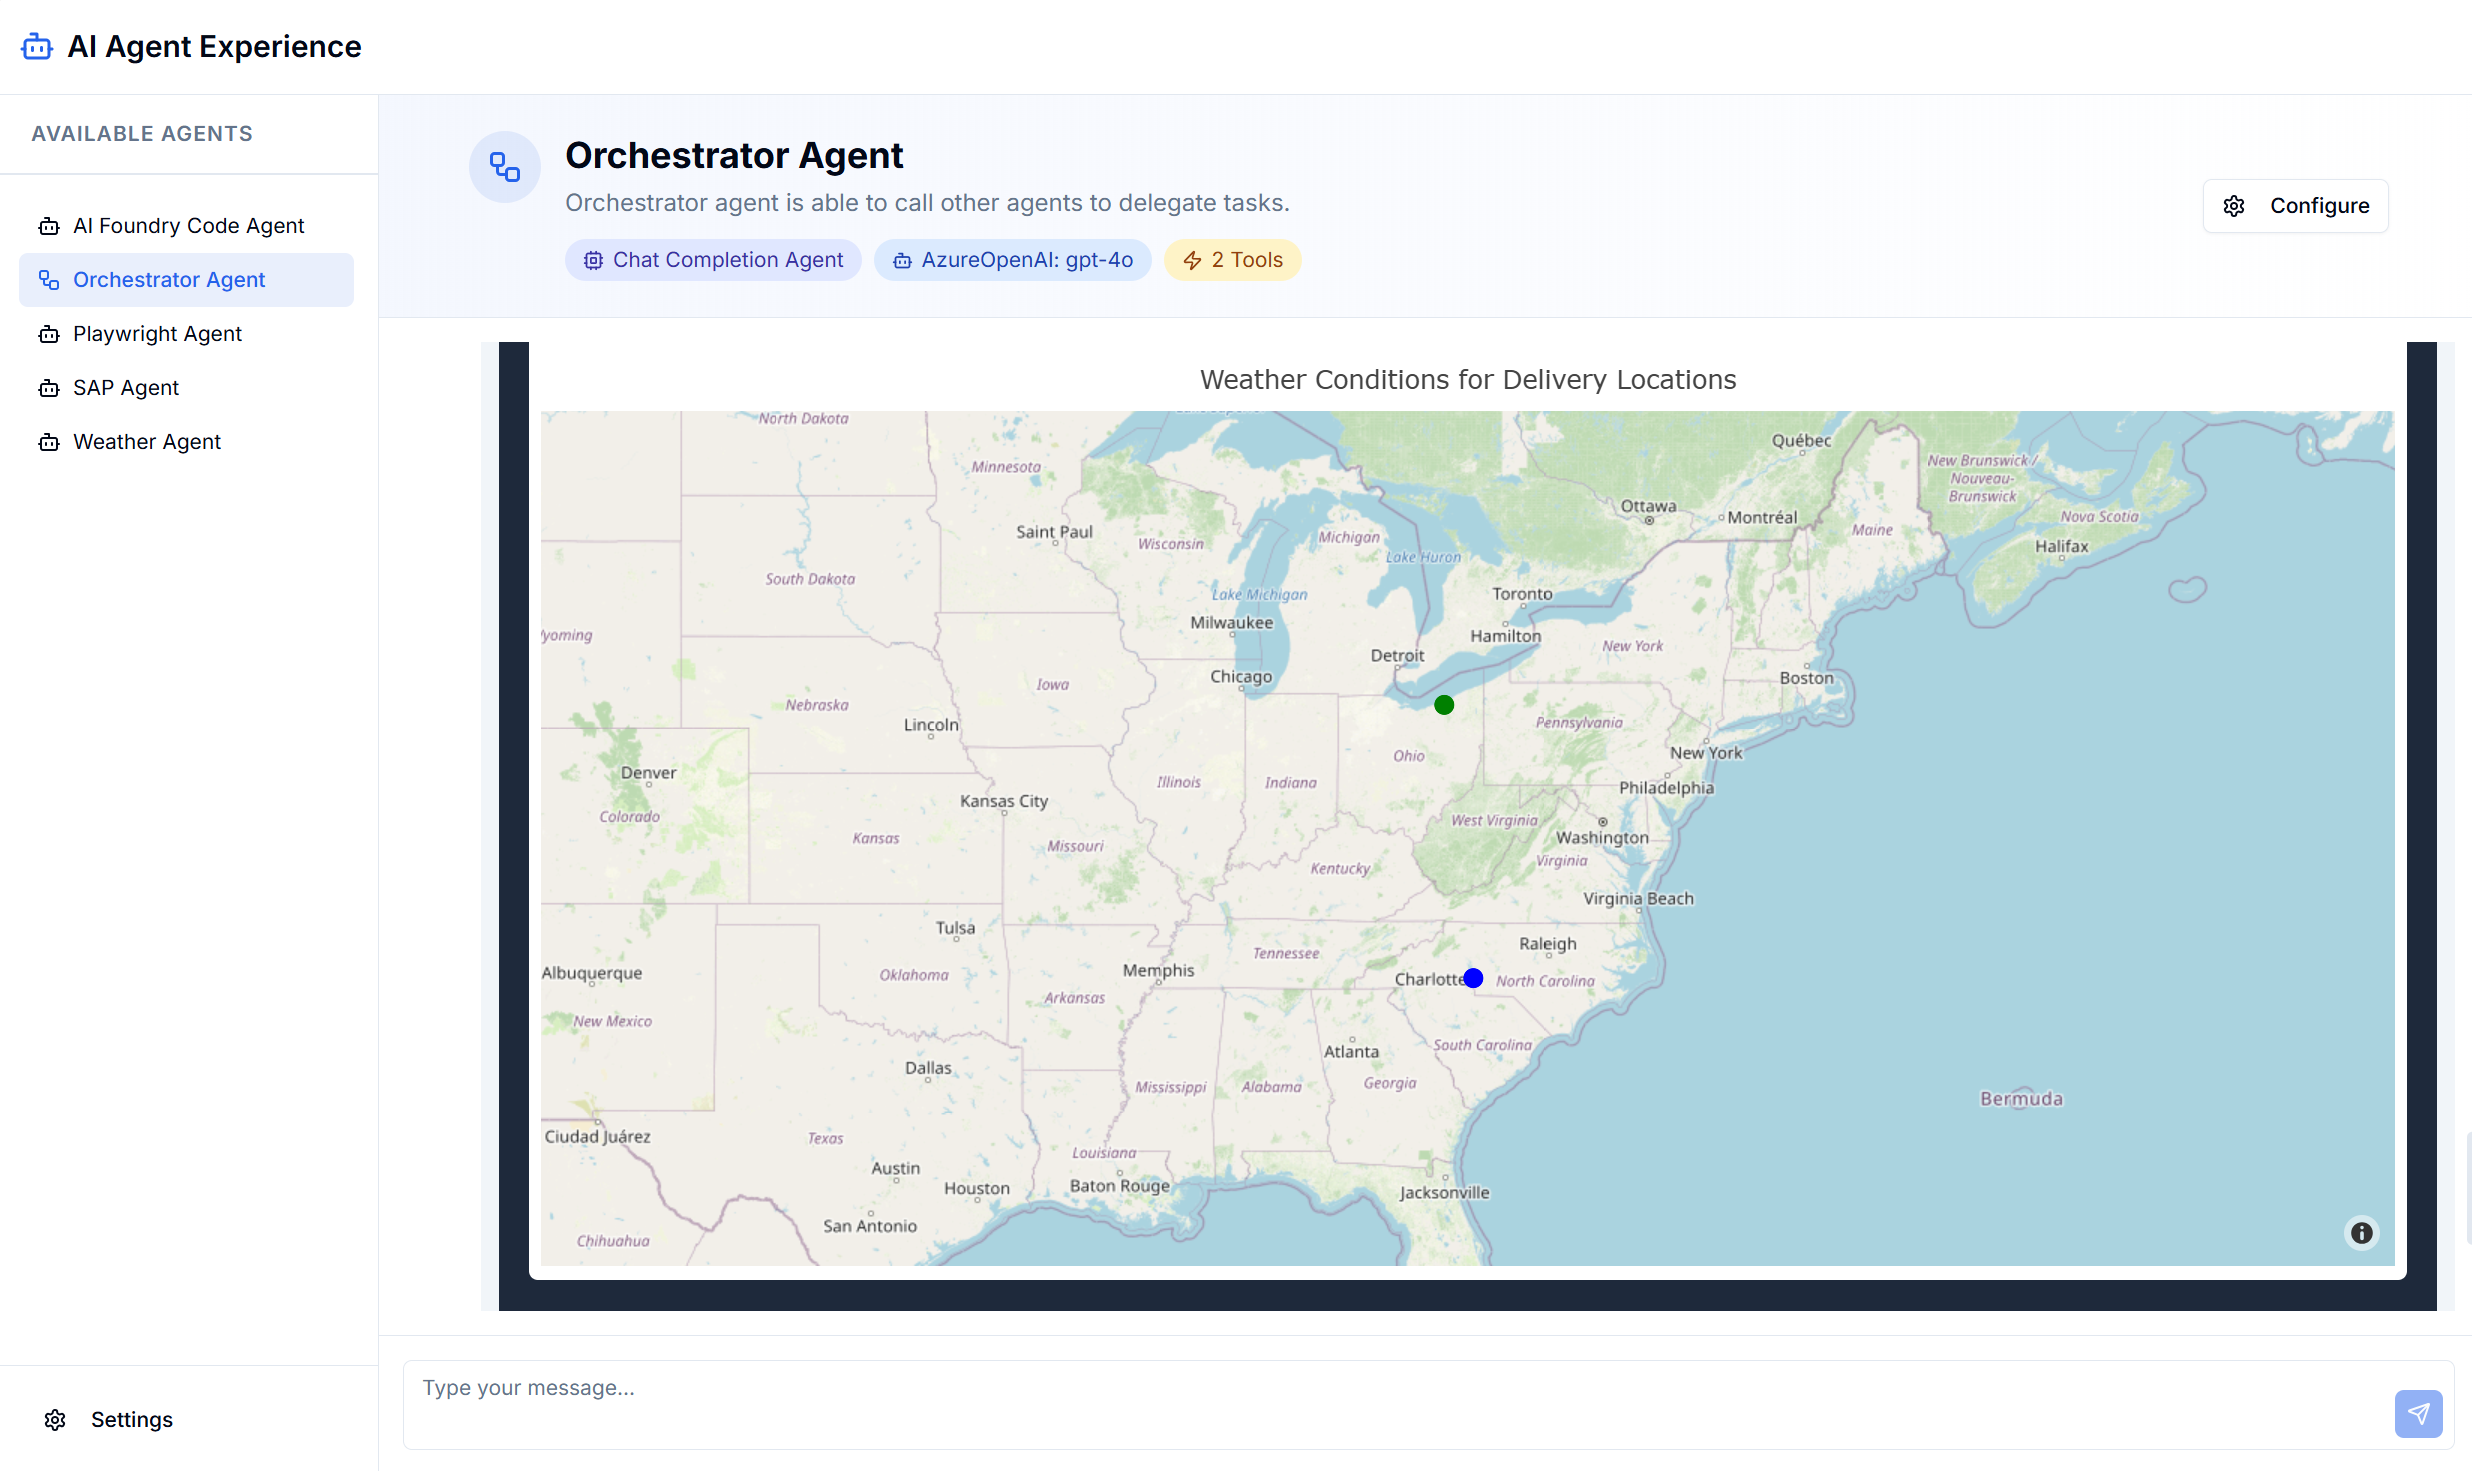 AI Agent Experience
AVAILABLE AGENTS
AI Foundry Code Agent
Orchestrator Agent
Playwright Agent
SAP Agent
Weather Agent
Settings
Orchestrator Agent
Orchestrator agent is able to call other agents to delegate tasks.
Chat Completion Agent
AzureOpenAI: gpt-4o
2 Tools
Configure
Weather Conditions for Delivery Locations
North Dakota
Québec
Minnesota
New Brunswick /
Nouveau-
Brunswick
Ottawa
Montréal
Nova Scotia
Saint Paul
Maine
Michigan
Wisconsin
Halifax
Lake Huron
South Dakota
Lake Michigan
Toronto
Milwaukee
Hamilton
yoming
New York
Detroit
Chicago
Boston
Iowa
Nebraska
Pennsylvania
Lincoln
New York
Ohio
Denver
Illinois
Indiana
Philadelphia
Kansas City
Colorado
West Virginia
Kansas
Washington
Missouri
Virginia
Kentucky
Virginia Beach
Tulsa
Raleigh
Tennessee
Albuquerque
Memphis
Oklahoma
Charlotte
North Carolina
Arkansas
New Mexico
Atlanta
South Carolina
Dallas
Mississippi
Alabama
Georgia
Bermuda
Ciudad Juárez
Texas
Louisiana
Austin
Houston
Baton Rouge
Jacksonville
San Antonio
Chihuahua
Type your message...